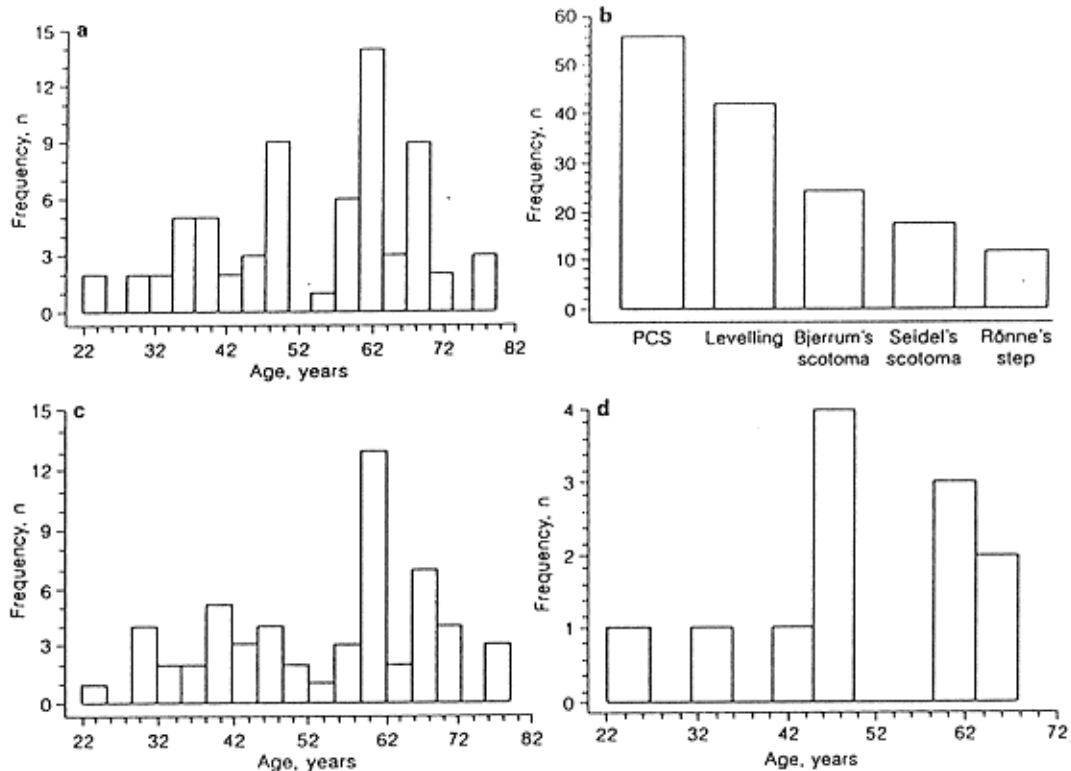 a
15
12
9
6
3
0
Frequency, n
22 32 42 52 62 72 82
Age, years
b
60
50
40
30
20
10
0
Frequency, n
PCS Levelling Bjerrum's Seidel's Rönne's
scotoma scotoma step
c
15
12
9
6
3
0
Frequency, n
22 32 42 52 62 72 82
Age, years
d
4
3
2
1
0
Frequency, n
22 32 42 52 62 72
Age, years